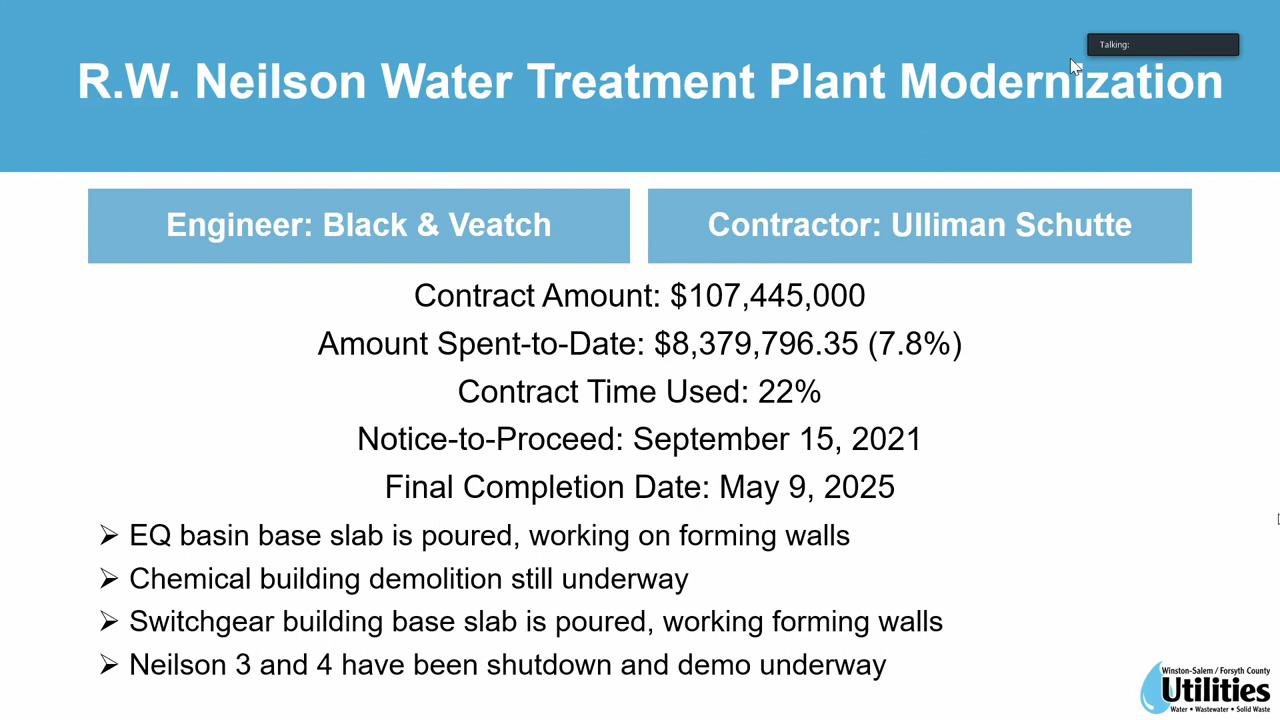 Talking:
R.W. Neilson Water Treatment Plant Modernization
Engineer: Black & Veatch
Contractor: Ulliman Schutte
Contract Amount: $107,445,000
Amount Spent-to-Date: $8,379,796.35 (7.8%)
Contract Time Used: 22%
Notice-to-Proceed: September 15, 2021
Final Completion Date: May 9, 2025
➢ EQ basin base slab is poured, working on forming walls
➢ Chemical building demolition still underway
➢ Switchgear building base slab is poured, working forming walls
➢ Neilson 3 and 4 have been shutdown and demo underway
Winston-Salem / Forsyth County
Utilities
Water • Wastewater • Solid Waste